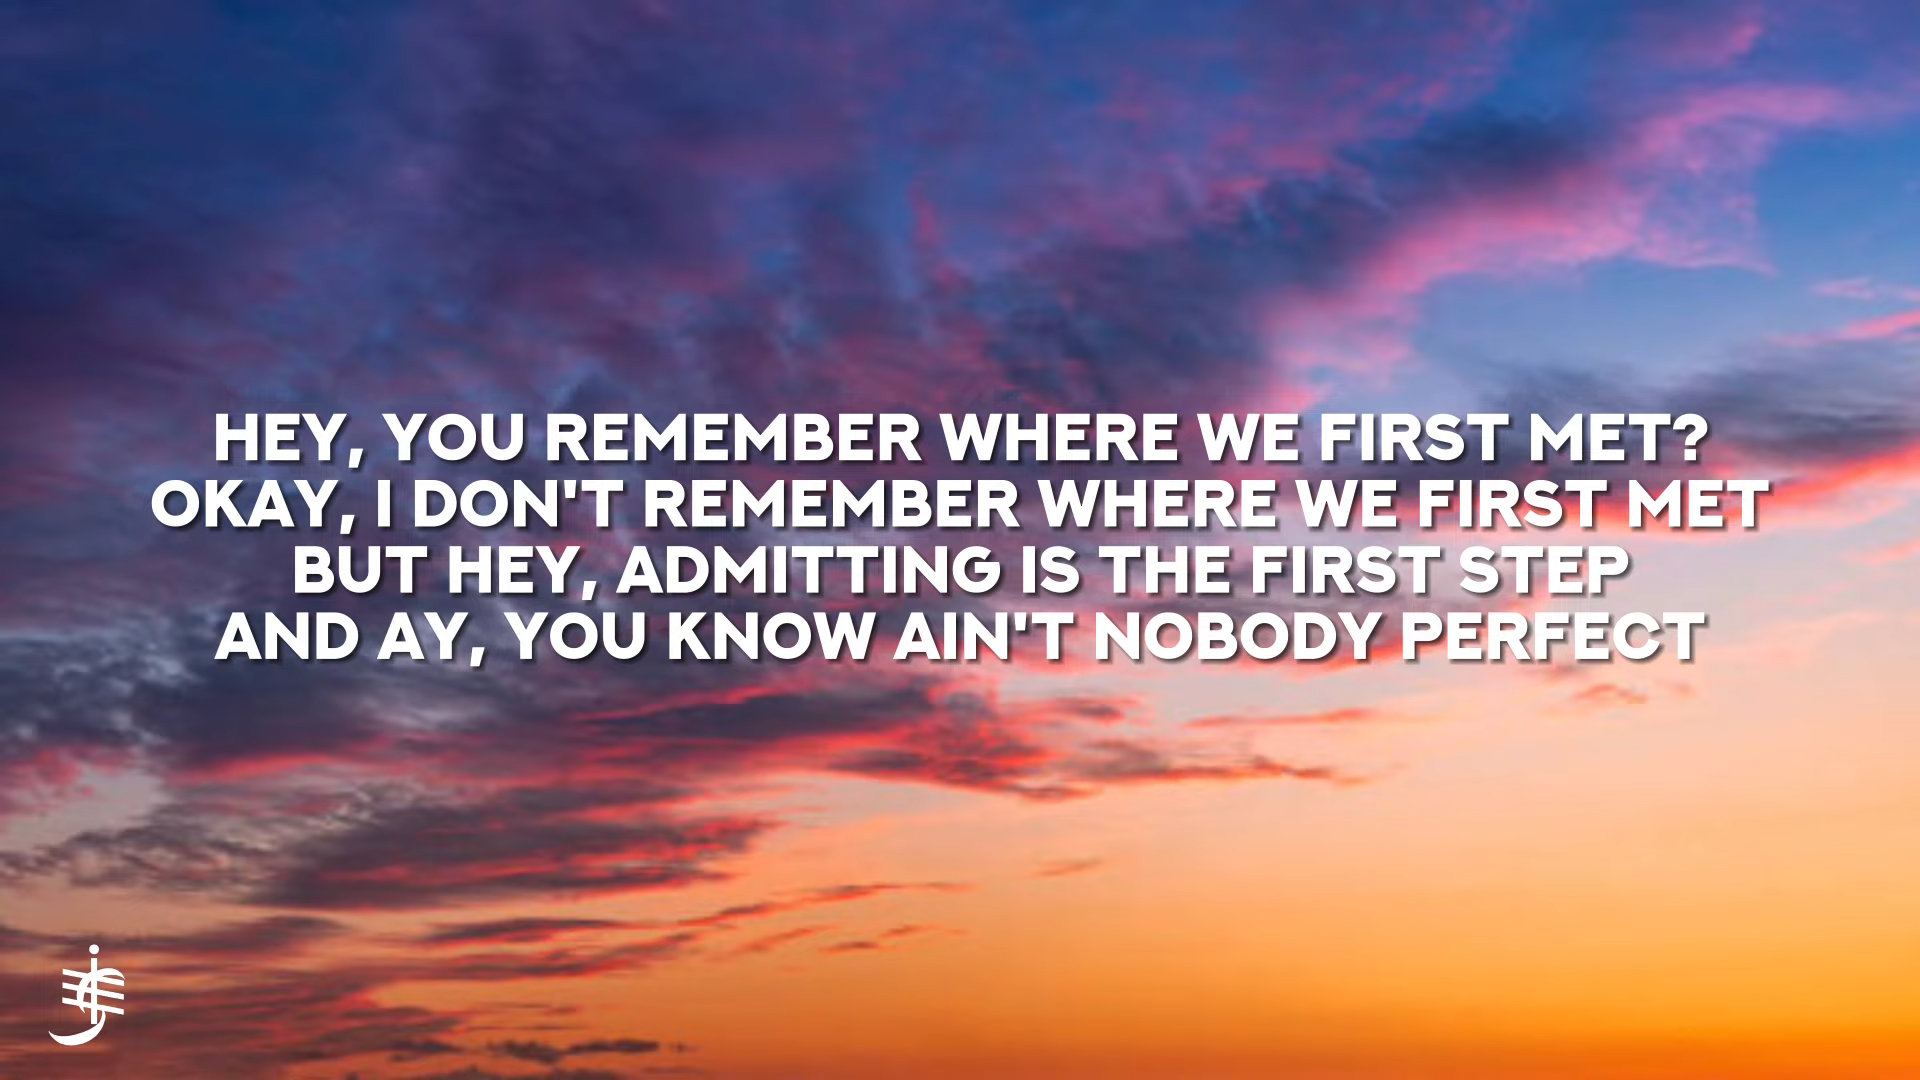 HEY, YOU REMEMBER WHERE WE FIRST MET?
OKAY, I DON'T REMEMBER WHERE WE FIRST MET
BUT HEY, ADMITTING IS THE FIRST STEP
AND AY, YOU KNOW AIN'T NOBODY PERFECT